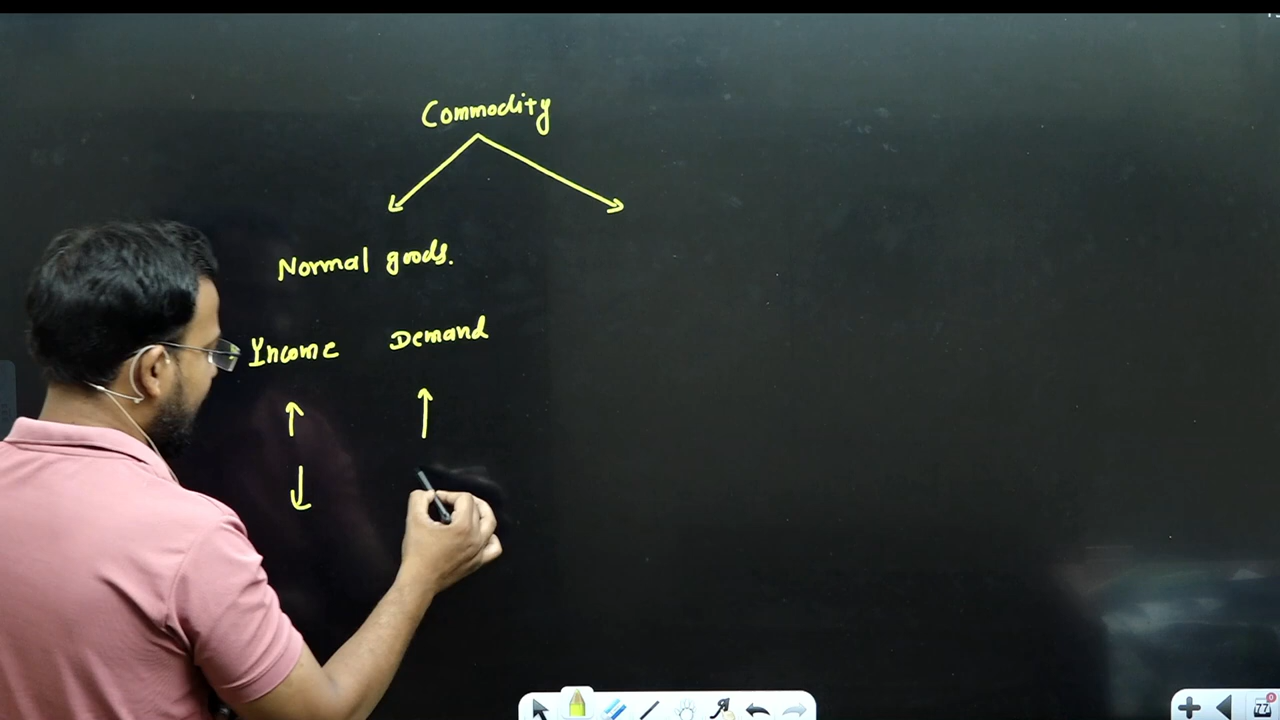 Commodity
Normal goods.
Income Demand
↑ ↑
↓